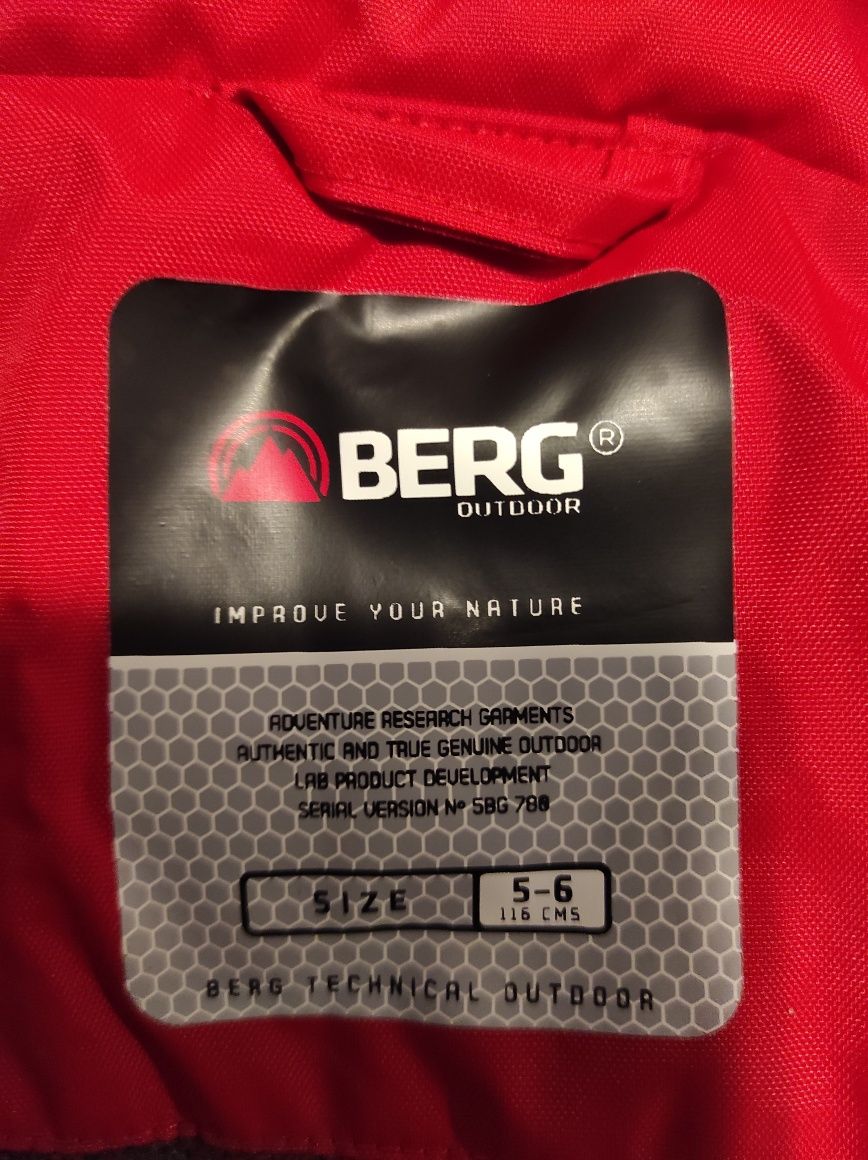 BERG®
OUTDOOR
IMPROVE YOUR NATURE
ADVENTURE RESEARCH GARMENTS
AUTHENTIC AND TRUE GENUINE OUTDOOR
LAB PRODUCT DEVELOPMENT
SERIAL VERSION Nº SBG 780
SIZE 5-6
116 CMS
BERG TECHNICAL OUTDOOR